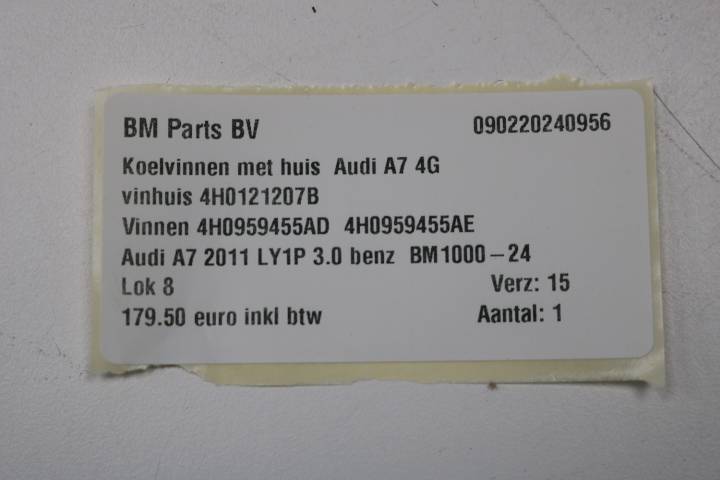 BM Parts BV 090220240956
Koelvinnen met huis Audi A7 4G
vinhuis 4H0121207B
Vinnen 4H0959455AD 4H0959455AE
Audi A7 2011 LY1P 3.0 benz BM1000-24
Lok 8 Verz: 15
179.50 euro inkl btw Aantal: 1